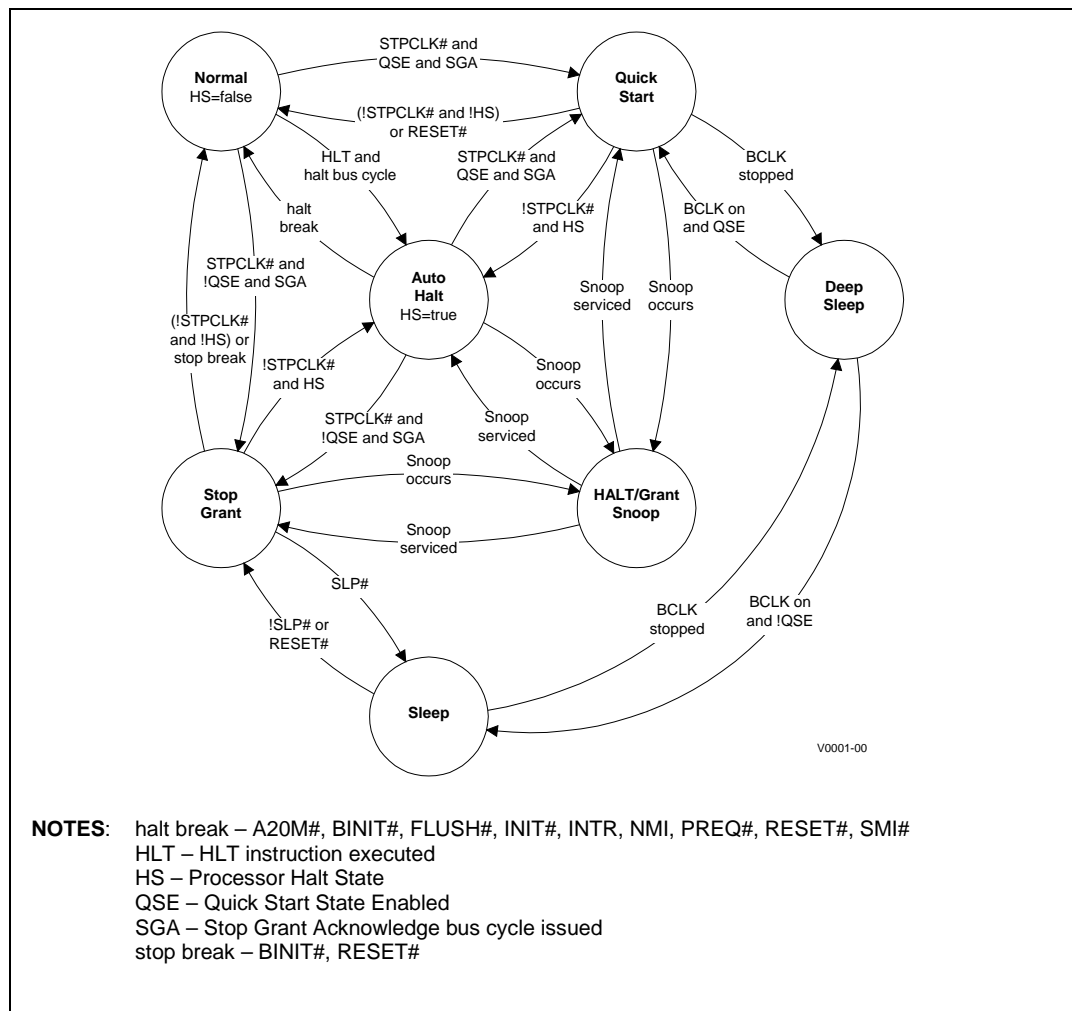 STPCLK# and
QSE and SGA
Normal
HS=false
Quick
Start
(!STPCLK# and !HS)
or RESET#
HLT and
halt bus cycle
STPCLK# and
QSE and SGA
BCLK
stopped
halt
break
!STPCLK#
and HS
BCLK on
and QSE
STPCLK# and
!QSE and SGA
Auto
Halt
HS=true
Snoop
serviced
Snoop
occurs
Deep
Sleep
(!STPCLK#
and !HS) or
stop break
!STPCLK#
and HS
Snoop
occurs
STPCLK# and
!QSE and SGA
Snoop
serviced
Snoop
occurs
Stop
Grant
HALT/Grant
Snoop
Snoop
serviced
SLP#
!SLP# or
RESET#
BCLK
stopped
BCLK on
and !QSE
Sleep
V0001-00
NOTES: halt break – A20M#, BINIT#, FLUSH#, INIT#, INTR, NMI, PREQ#, RESET#, SMI#
HLT – HLT instruction executed
HS – Processor Halt State
QSE – Quick Start State Enabled
SGA – Stop Grant Acknowledge bus cycle issued
stop break – BINIT#, RESET#